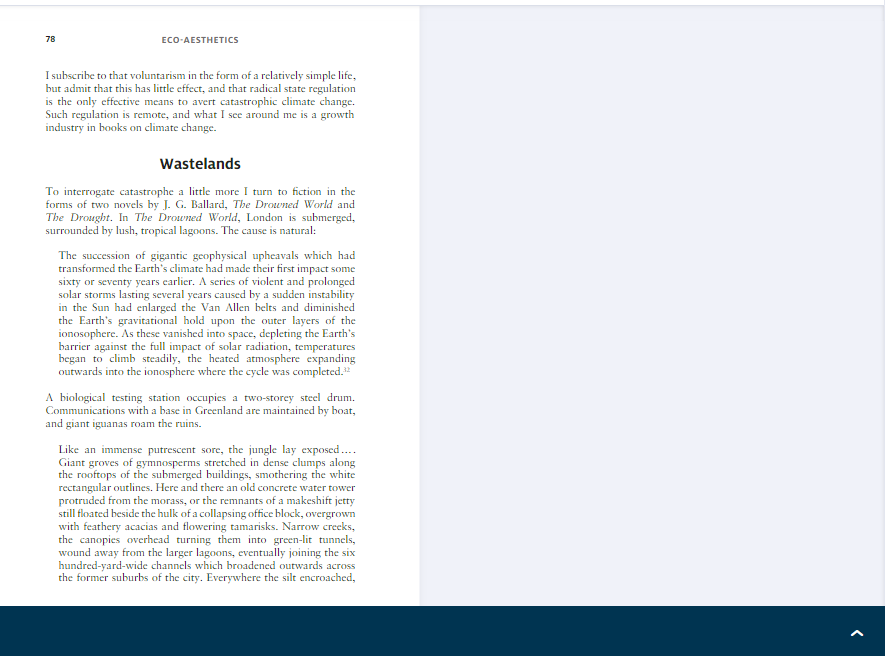 78
ECO-AESTHETICS
I subscribe to that voluntarism in the form of a relatively simple life,
but admit that this has little effect, and that radical state regulation
is the only effective means to avert catastrophic climate change.
Such regulation is remote, and what I see around me is a growth
industry in books on climate change.
Wastelands
To interrogate catastrophe a little more I turn to fiction in the
forms of two novels by J. G. Ballard, The Drowned World and
The Drought. In The Drowned World, London is submerged,
surrounded by lush, tropical lagoons. The cause is natural:
The succession of gigantic geophysical upheavals which had
transformed the Earth's climate had made their first impact some
sixty or seventy years earlier. A series of violent and prolonged
solar storms lasting several years caused by a sudden instability
in the Sun had enlarged the Van Allen belts and diminished
the Earth's gravitational hold upon the outer layers of the
ionosophere. As these vanished into space, depleting the Earth's
barrier against the full impact of solar radiation, temperatures
began to climb steadily, the heated atmosphere expanding
outwards into the ionosphere where the cycle was completed.32
A biological testing station occupies a two-storey steel drum.
Communications with a base in Greenland are maintained by boat,
and giant iguanas roam the ruins.
Like an immense putrescent sore, the jungle lay exposed ….
Giant groves of gymnosperms stretched in dense clumps along
the rooftops of the submerged buildings, smothering the white
rectangular outlines. Here and there an old concrete water tower
protruded from the morass, or the remnants of a makeshift jetty
still floated beside the hulk of a collapsing office block, overgrown
with feathery acacias and flowering tamarisks. Narrow creeks,
the canopies overhead turning them into green-lit tunnels,
wound away from the larger lagoons, eventually joining the six
hundred-yard-wide channels which broadened outwards across
the former suburbs of the city. Everywhere the silt encroached,